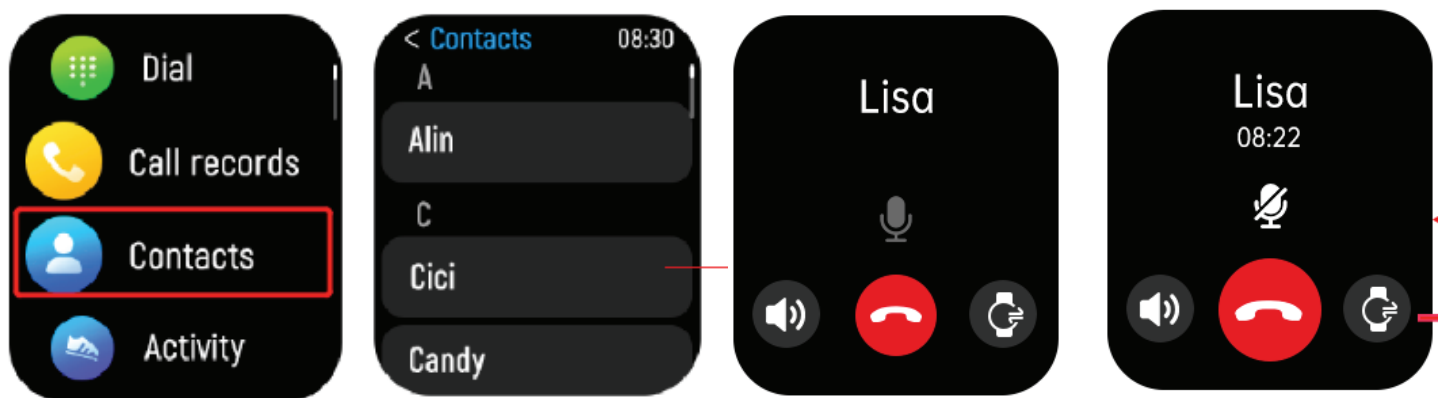 Dial
Call records
Contacts
Activity
< Contacts 08:30
A
Alin
C
Cici
Candy
Lisa
Lisa
08:22